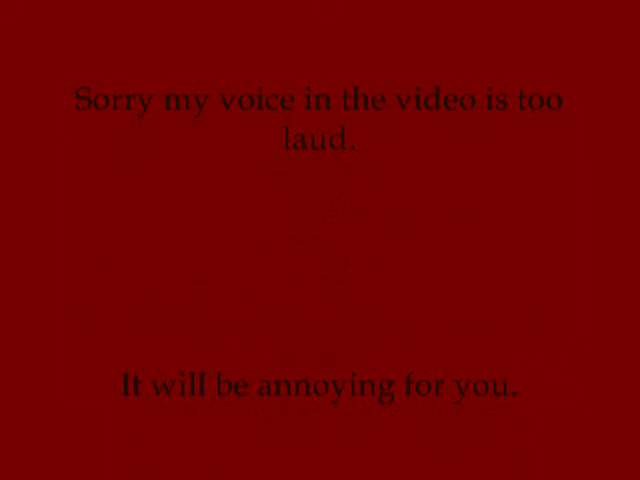 Sorry my voice in the video is too
laud.
It will be annoying for you.